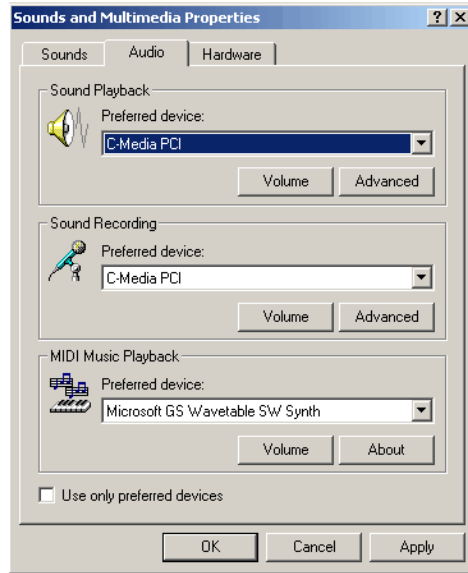 Sounds and Multimedia Properties
Sounds Audio Hardware
Sound Playback
Preferred device:
C-Media PCI
Volume Advanced
Sound Recording
Preferred device:
C-Media PCI
Volume Advanced
MIDI Music Playback
Preferred device:
Microsoft GS Wavetable SW Synth
Volume About
Use only preferred devices
OK Cancel Apply